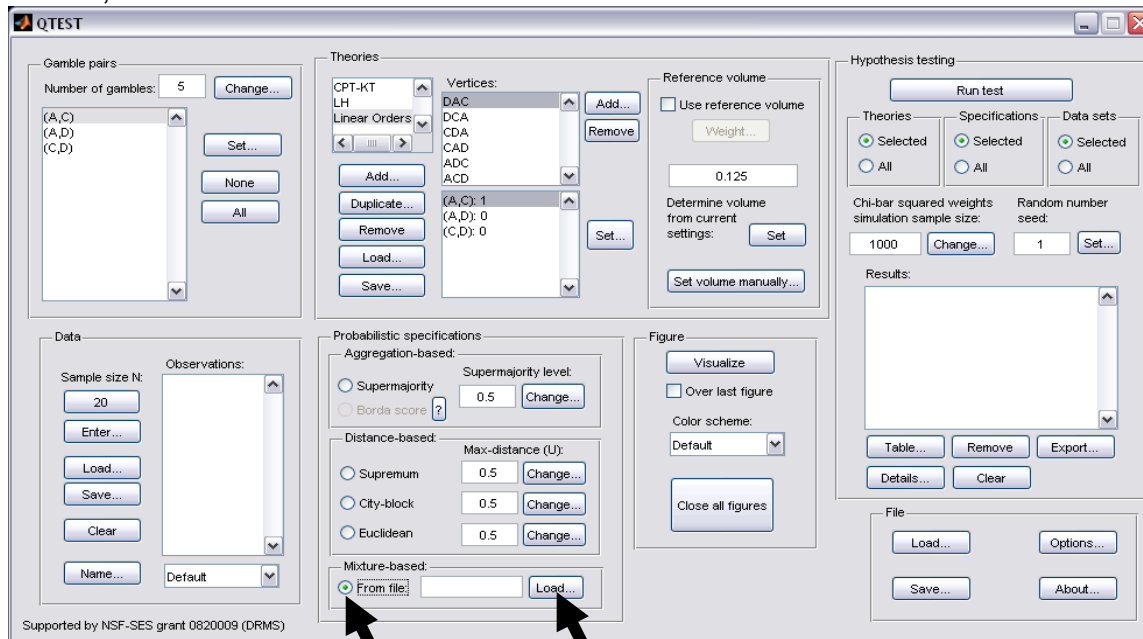 QTEST
Gamble pairs
Number of gambles: 5 Change...
(A,C)
(A,D)
(C,D)
Set...
None
All
Theories
CPT-KT
LH
Linear Orders
Add...
Duplicate...
Remove
Load...
Save...
Vertices:
DAC
DCA
CDA
CAD
ADC
ACD
Add...
Remove
(A,C): 1
(A,D): 0
(C,D): 0
Set...
Reference volume
Use reference volume
Weight...
0.125
Determine volume
from current
settings: Set
Set volume manually...
Hypothesis testing
Run test
Theories
Selected
All
Specifications
Selected
All
Data sets
Selected
All
Chi-bar squared weights
simulation sample size:
1000 Change...
Random number
seed:
1 Set...
Results:
Table... Remove Export...
Details... Clear
Data
Sample size N:
20
Enter...
Load...
Save...
Clear
Name... Default
Observations:
Probabilistic specifications
Aggregation-based:
Supermajority level:
Supermajority 0.5 Change...
Borda score ?
Distance-based:
Max-distance (U):
Supremum 0.5 Change...
City-block 0.5 Change...
Euclidean 0.5 Change...
Mixture-based:
From file: Load...
Figure
Visualize
Over last figure
Color scheme:
Default
Close all figures
File
Load... Options...
Save... About...
Supported by NSF-SES grant 0820009 (DRMS)